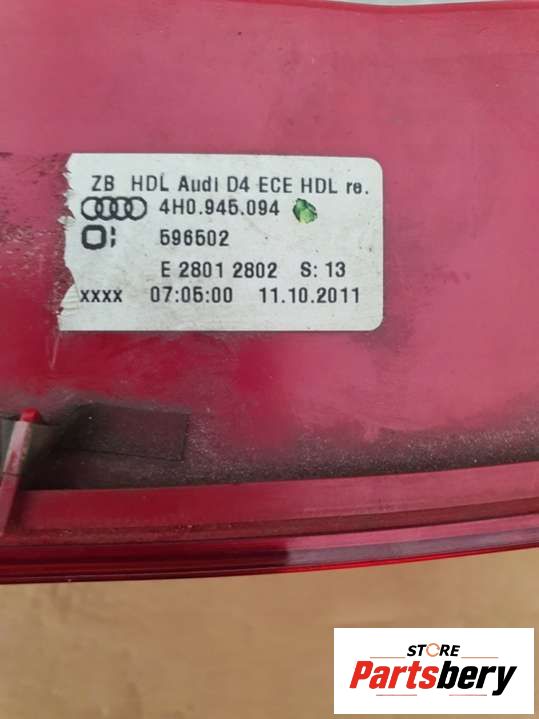 ZB HDL Audi D4 ECE HDL re.
4H0.945.094
596502
E 2801 2802 S: 13
xxxx 07:05:00 11.10.2011
STORE
Partsbery